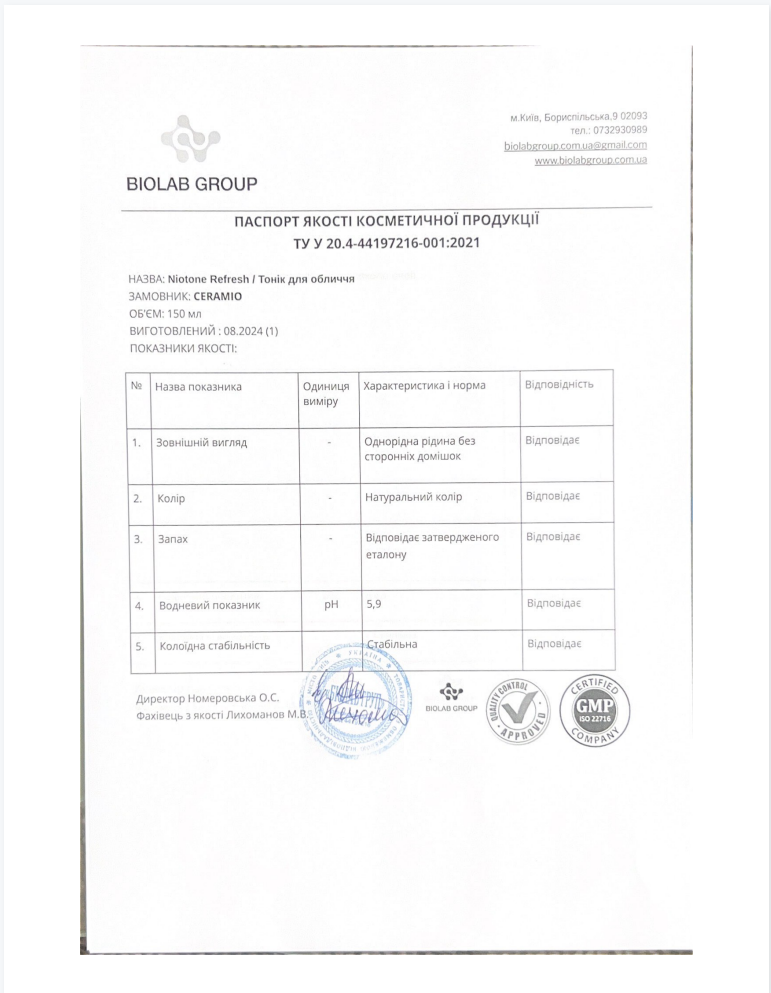 м.Київ, Бориспільська,9 02093
тел.: 0732930989
biolabgroup.com.ua@gmail.com
www.biolabgroup.com.ua
BIOLAB GROUP
ПАСПОРТ ЯКОСТІ КОСМЕТИЧНОЇ ПРОДУКЦІЇ
ТУ У 20.4-44197216-001:2021
НАЗВА: Niotone Refresh / Тонік для обличчя
ЗАМОВНИК: CERAMIO
ОБ'ЄМ: 150 мл
ВИГОТОВЛЕНИЙ : 08.2024 (1)
ПОКАЗНИКИ ЯКОСТІ:
№ Назва показника Одиниця виміру Характеристика і норма Відповідність
1. Зовнішній вигляд - Однорідна рідина без
сторонніх домішок Відповідає
2. Колір - Натуральний колір Відповідає
3. Запах - Відповідає затвердженого
еталону Відповідає
4. Водневий показник pH 5,9 Відповідає
5. Колоїдна стабільність Стабільна Відповідає
Директор Номеровська О.С.
Фахівець з якості Лихоманов М.В.
УКРАЇНА
BIOLAB GROUP
QUALITY CONTROL
APPROVED
CERTIFIED
GMP
ISO 22716
COMPANY